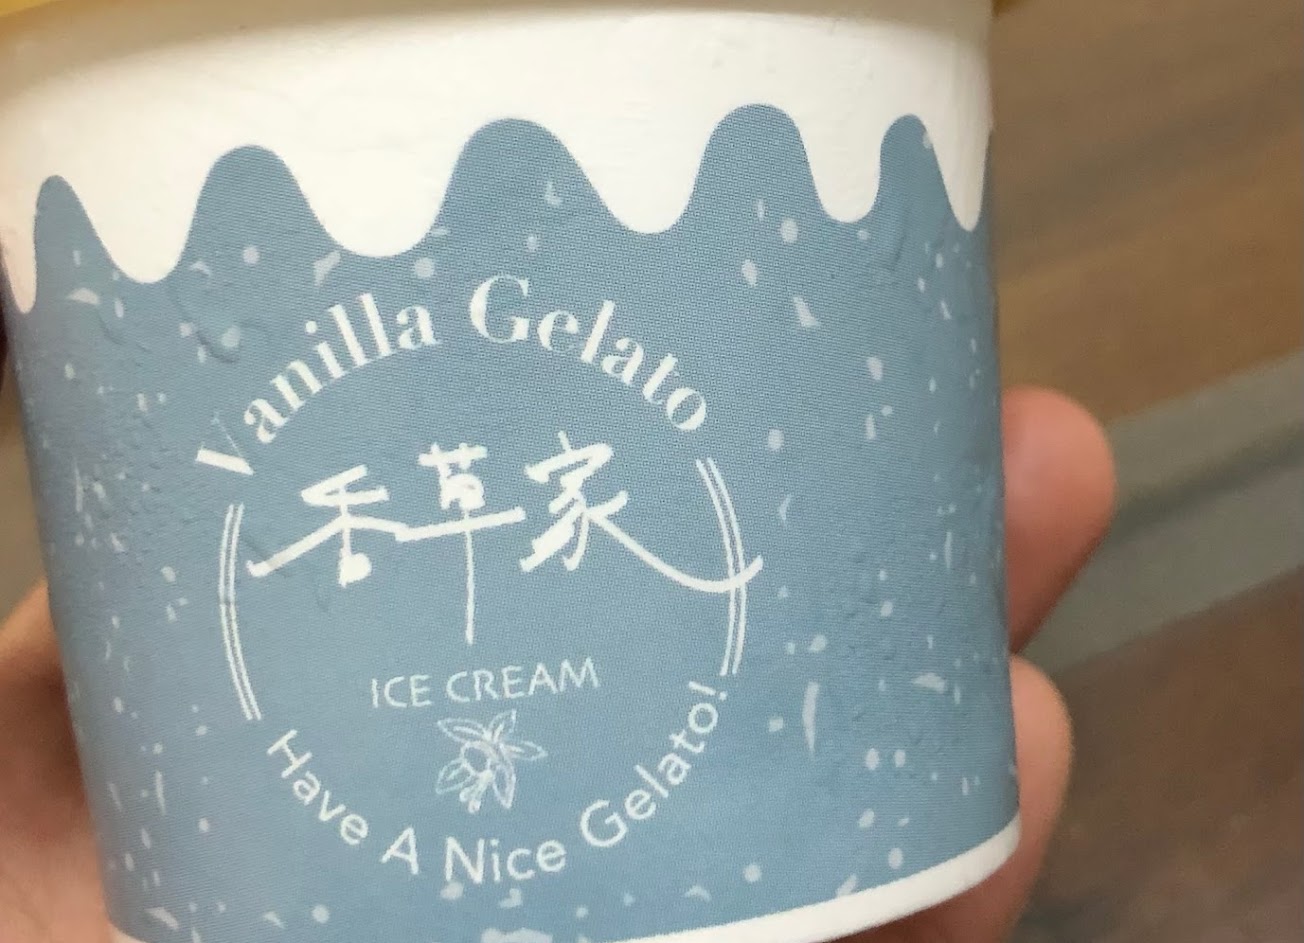 Vanilla Gelato
香草家
ICE CREAM
Have A Nice Gelato!